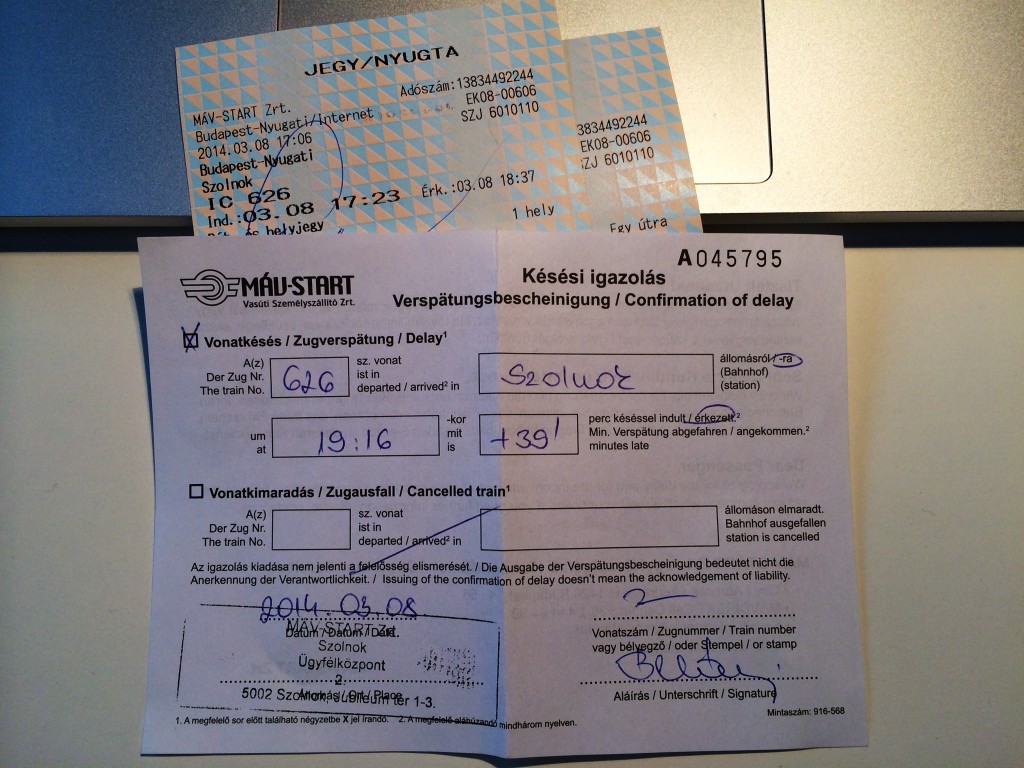 JEGY/NYUGTA
MÁV-START Zrt. Adószám:13834492244
Budapest-Nyugati/Internet EK08-00606
2014.03.08 17:06 SZJ 6010110
Budapest-Nyugati
Szolnok
IC 626
Ind.:03.08 17:23 Érk.:03.08 18:37
helyjegy 1 hely
3834492244
EK08-00606
SZJ 6010110
Egy útra
A045795
MÁV-START
Vasúti Személyszállító Zrt.
Késési igazolás
Verspätungsbescheinigung / Confirmation of delay
X Vonatkésés / Zugverspätung / Delay¹
A(z) sz. vonat állomásról / -ra
Der Zug Nr. 626 ist in Szolnok (Bahnhof)
The train No. departed / arrived² in (station)
-kor perc késéssel indult / érkezett.²
um 19:16 mit +39' Min. Verspätung abgefahren / angekommen.²
at is minutes late
Vonatkimaradás / Zugausfall / Cancelled train¹
A(z) sz. vonat állomáson elmaradt.
Der Zug Nr. ist in Bahnhof ausgefallen
The train No. departed / arrived² in station is cancelled
Az igazolás kiadása nem jelenti a felelősség elismerését. / Die Ausgabe der Verspätungsbescheinigung bedeutet nicht die
Anerkennung der Verantwortlichkeit. / Issuing of the confirmation of delay doesn't mean the acknowledgement of liability.
2014.03.08
Dátum / Datum / Date
MÁV-START Zrt.
Szolnok
Ügyfélközpont
2.
5002 Szolnok, Jubileum tér 1-3.
Állomás / Ort / Place
2
Vonatszám / Zugnummer / Train number
vagy bélyegző / oder Stempel / or stamp
Aláírás / Unterschrift / Signature
1. A megfelelő sor előtt található négyzetbe X jel írandó. 2. A megfelelő aláhúzandó mindhárom nyelven.
Mintaszám: 916-568